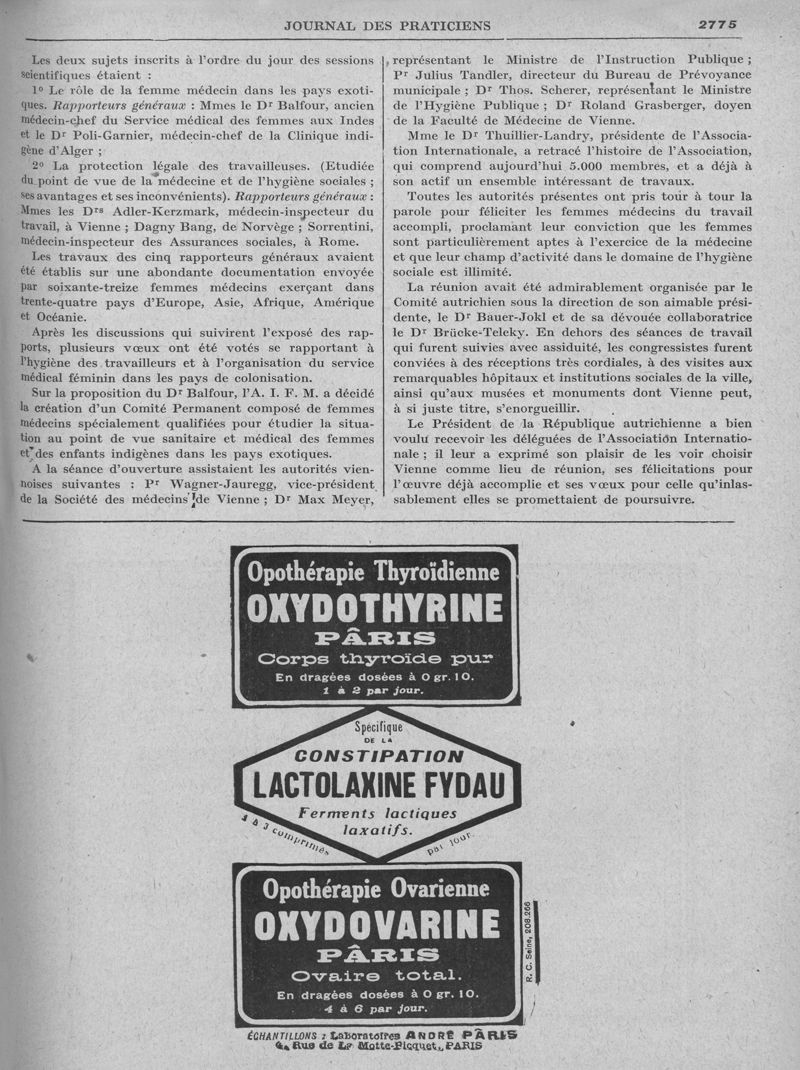 JOURNAL DES PRATICIENS 2775
Les deux sujets inscrits à l'ordre du jour des sessions
scientifiques étaient :
1º Le rôle de la femme médecin dans les pays exoti-
ques. Rapporteurs généraux : Mmes le Dr Balfour, ancien
médecin-chef du Service médical des femmes aux Indes
et le Dr Poli-Garnier, médecin-chef de la Clinique indi-
gène d'Alger ;
2º La protection légale des travailleuses. (Etudiée
du point de vue de la médecine et de l'hygiène sociales ;
ses avantages et ses inconvénients). Rapporteurs généraux :
Mmes les Drs Adler-Kerzmark, médecin-inspecteur du
travail, à Vienne ; Dagny Bang, de Norvège ; Sorrentini,
médecin-inspecteur des Assurances sociales, à Rome.
Les travaux des cinq rapporteurs généraux avaient
été établis sur une abondante documentation envoyée
par soixante-treize femmes médecins exerçant dans
trente-quatre pays d'Europe, Asie, Afrique, Amérique
et Océanie.
Après les discussions qui suivirent l'exposé des rap-
ports, plusieurs vœux ont été votés se rapportant à
l'hygiène des travailleurs et à l'organisation du service
médical féminin dans les pays de colonisation.
Sur la proposition du Dr Balfour, l'A. I. F. M. a décidé
la création d'un Comité Permanent composé de femmes
médecins spécialement qualifiées pour étudier la situa-
tion au point de vue sanitaire et médical des femmes
et des enfants indigènes dans les pays exotiques.
A la séance d'ouverture assistaient les autorités vien-
noises suivantes : Pr Wagner-Jauregg, vice-président
de la Société des médecins de Vienne ; Dr Max Meyer,
représentant le Ministre de l'Instruction Publique ;
Pr Julius Tandler, directeur du Bureau de Prévoyance
municipale ; Dr Thos. Scherer, représentant le Ministre
de l'Hygiène Publique ; Dr Roland Grasberger, doyen
de la Faculté de Médecine de Vienne.
Mme le Dr Thuillier-Landry, présidente de l'Associa-
tion Internationale, a retracé l'histoire de l'Association,
qui comprend aujourd'hui 5.000 membres, et a déjà à
son actif un ensemble intéressant de travaux.
Toutes les autorités présentes ont pris tour à tour la
parole pour féliciter les femmes médecins du travail
accompli, proclamant leur conviction que les femmes
sont particulièrement aptes à l'exercice de la médecine
et que leur champ d'activité dans le domaine de l'hygiène
sociale est illimité.
La réunion avait été admirablement organisée par le
Comité autrichien sous la direction de son aimable prési-
dente, le Dr Bauer-Jokl et de sa dévouée collaboratrice
le Dr Brücke-Teleky. En dehors des séances de travail
qui furent suivies avec assiduité, les congressistes furent
conviées à des réceptions très cordiales, à des visites aux
remarquables hôpitaux et institutions sociales de la ville,
ainsi qu'aux musées et monuments dont Vienne peut,
à si juste titre, s'enorgueillir.
Le Président de la République autrichienne a bien
voulu recevoir les déléguées de l'Association Internatio-
nale ; il leur a exprimé son plaisir de les voir choisir
Vienne comme lieu de réunion, ses félicitations pour
l'œuvre déjà accomplie et ses vœux pour celle qu'inlas-
sablement elles se promettaient de poursuivre.
Opothérapie Thyroïdienne
OXYDOTHYRINE
PÂRIS
Corps thyroïde pur
En dragées dosées à 0 gr. 10.
1 à 2 par jour.
Spécifique
DE LA
CONSTIPATION
LACTOLAXINE FYDAU
Ferments lactiques
laxatifs.
1 à 3 comprimés
par jour.
Opothérapie Ovarienne
OXYDOVARINE
PÂRIS
Ovaire total.
En dragées dosées à 0 gr. 10.
4 à 6 par jour.
R. C. Seine, 208.266
ÉCHANTILLONS : Laboratoires ANDRÉ PÂRIS
4, Rue de La Motte-Picquet, PARIS